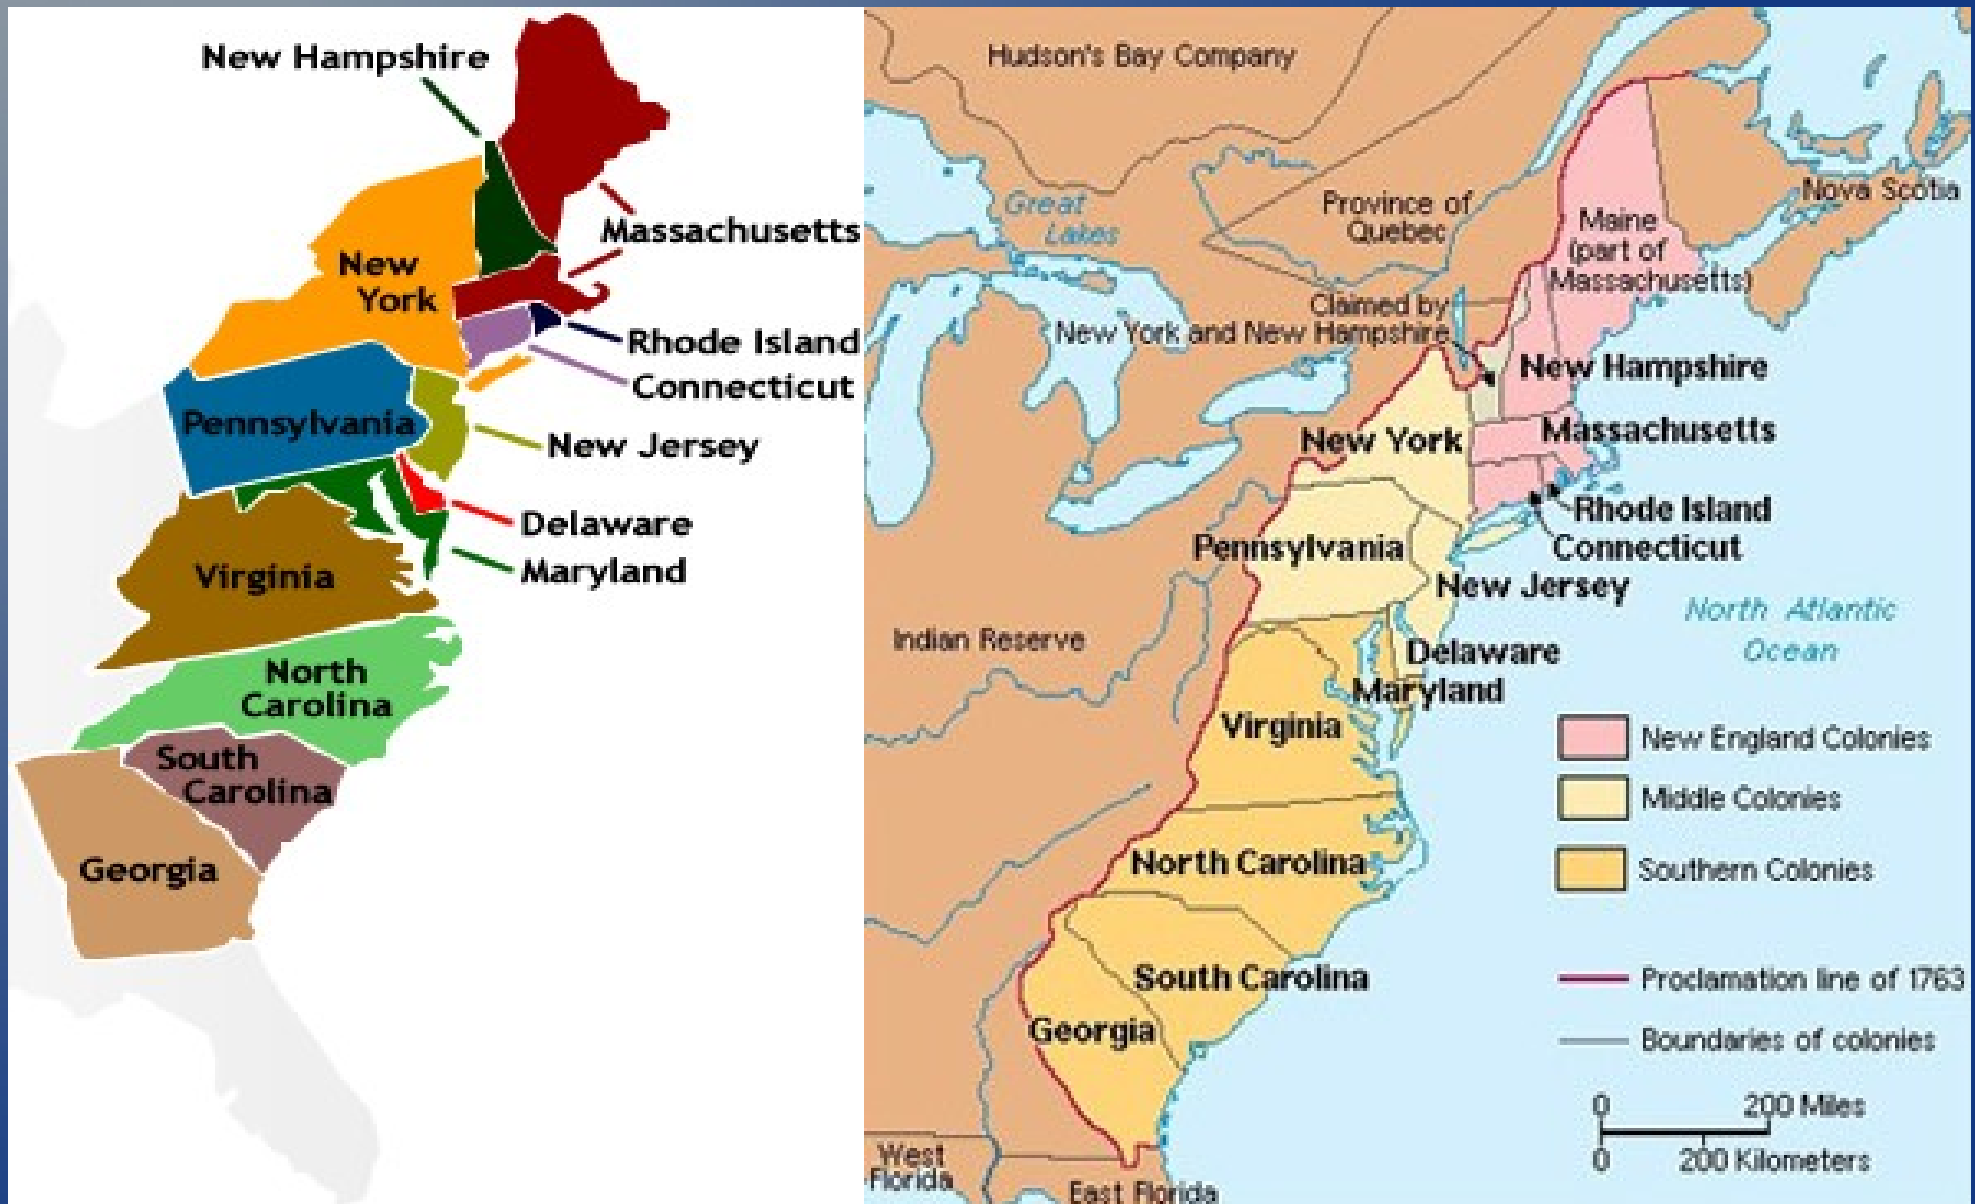 New Hampshire
Massachusetts
New
York
Rhode Island
Connecticut
Pennsylvania
New Jersey
Delaware
Maryland
Virginia
North
Carolina
South
Carolina
Georgia
Hudson's Bay Company
Great
Lakes
Province of
Quebec
Nova Scotia
Maine
(part of
Massachusetts)
Claimed by
New York and New Hampshire
New Hampshire
Massachusetts
New York
Rhode Island
Connecticut
Pennsylvania
New Jersey
North Atlantic
Ocean
Indian Reserve
Delaware
Maryland
Virginia
North Carolina
South Carolina
Georgia
West
Florida
East Florida
New England Colonies
Middle Colonies
Southern Colonies
Proclamation line of 1763
Boundaries of colonies
0 200 Miles
0 200 Kilometers